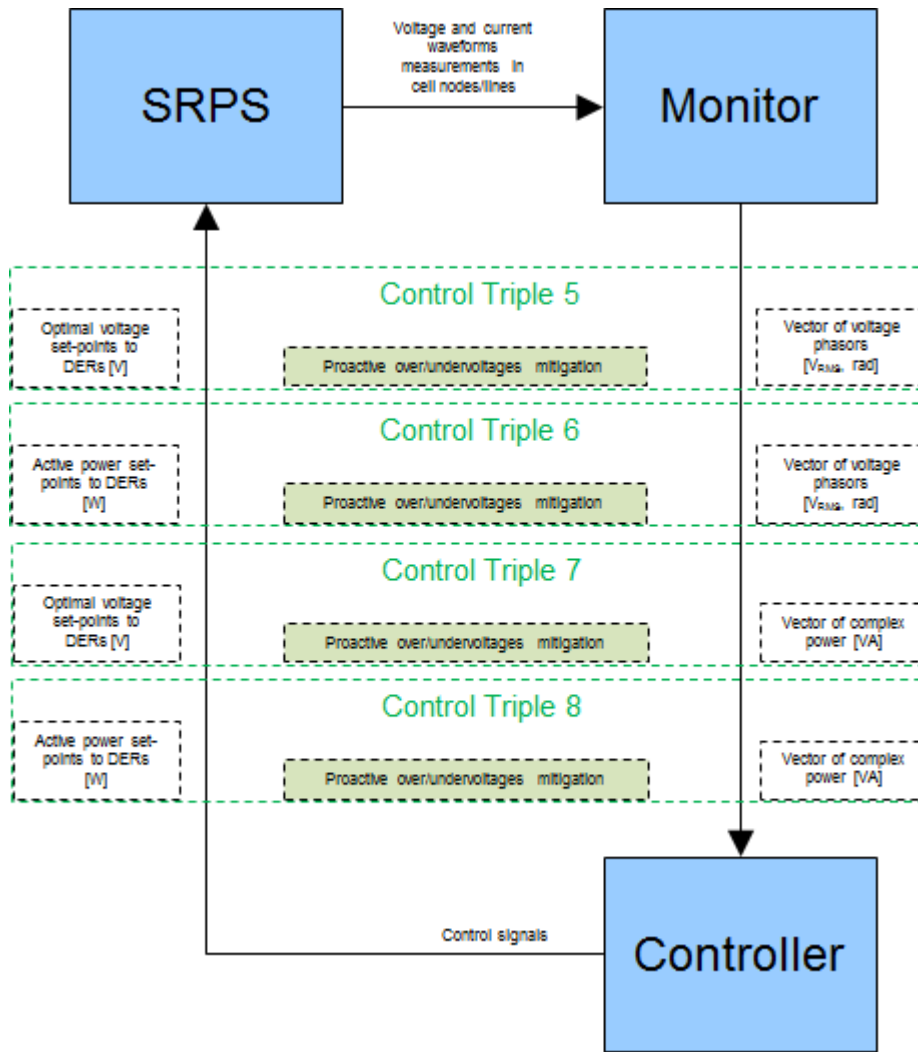 Voltage and current
waveforms
measurements in
cell nodes/lines
SRPS
Monitor
Control Triple 5
Optimal voltage
set-points to
DERs [V]
Proactive over/undervoltages mitigation
Vector of voltage
phasors
[VRMS, rad]
Control Triple 6
Active power set-
points to DERs
[W]
Proactive over/undervoltages mitigation
Vector of voltage
phasors
[VRMS, rad]
Control Triple 7
Optimal voltage
set-points to
DERs [V]
Proactive over/undervoltages mitigation
Vector of complex
power [VA]
Control Triple 8
Active power set-
points to DERs
[W]
Proactive over/undervoltages mitigation
Vector of complex
power [VA]
Control signals
Controller